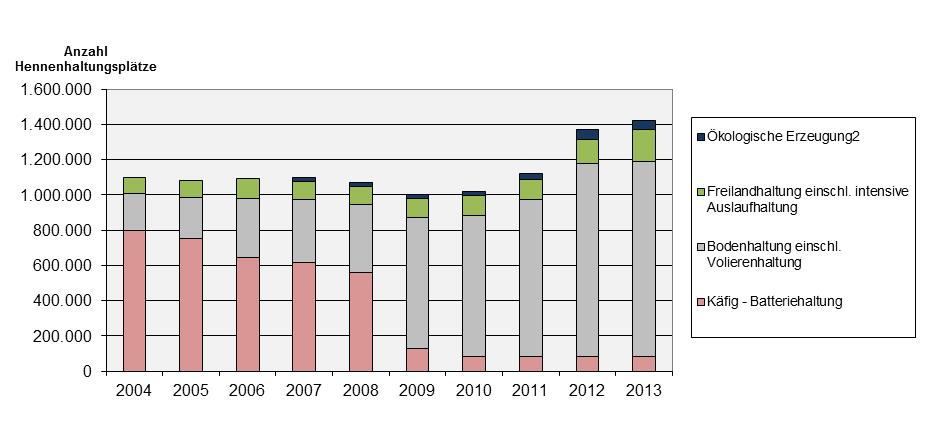 Anzahl
Hennenhaltungsplätze
1.600.000
1.400.000
1.200.000
1.000.000
800.000
600.000
400.000
200.000
0
2004 2005 2006 2007 2008 2009 2010 2011 2012 2013
Ökologische Erzeugung2
Freilandhaltung einschl. intensive
Auslaufhaltung
Bodenhaltung einschl.
Volierenhaltung
Käfig - Batteriehaltung